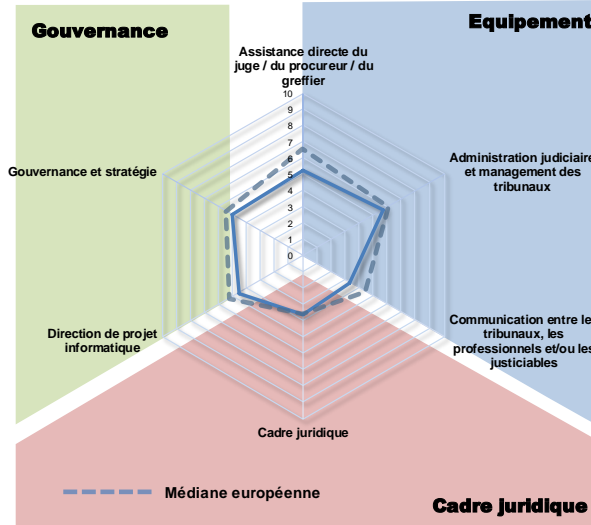 Gouvernance
Equipement
Assistance directe du
juge / du procureur / du
greffier
10
9
8
7
6
5
4
3
2
1
0
Gouvernance et stratégie
Administration judiciaire
et management des
tribunaux
Direction de projet
informatique
Communication entre le
tribunaux, les
professionnels et/ou les
justiciables
Cadre juridique
Médiane européenne
Cadre juridique